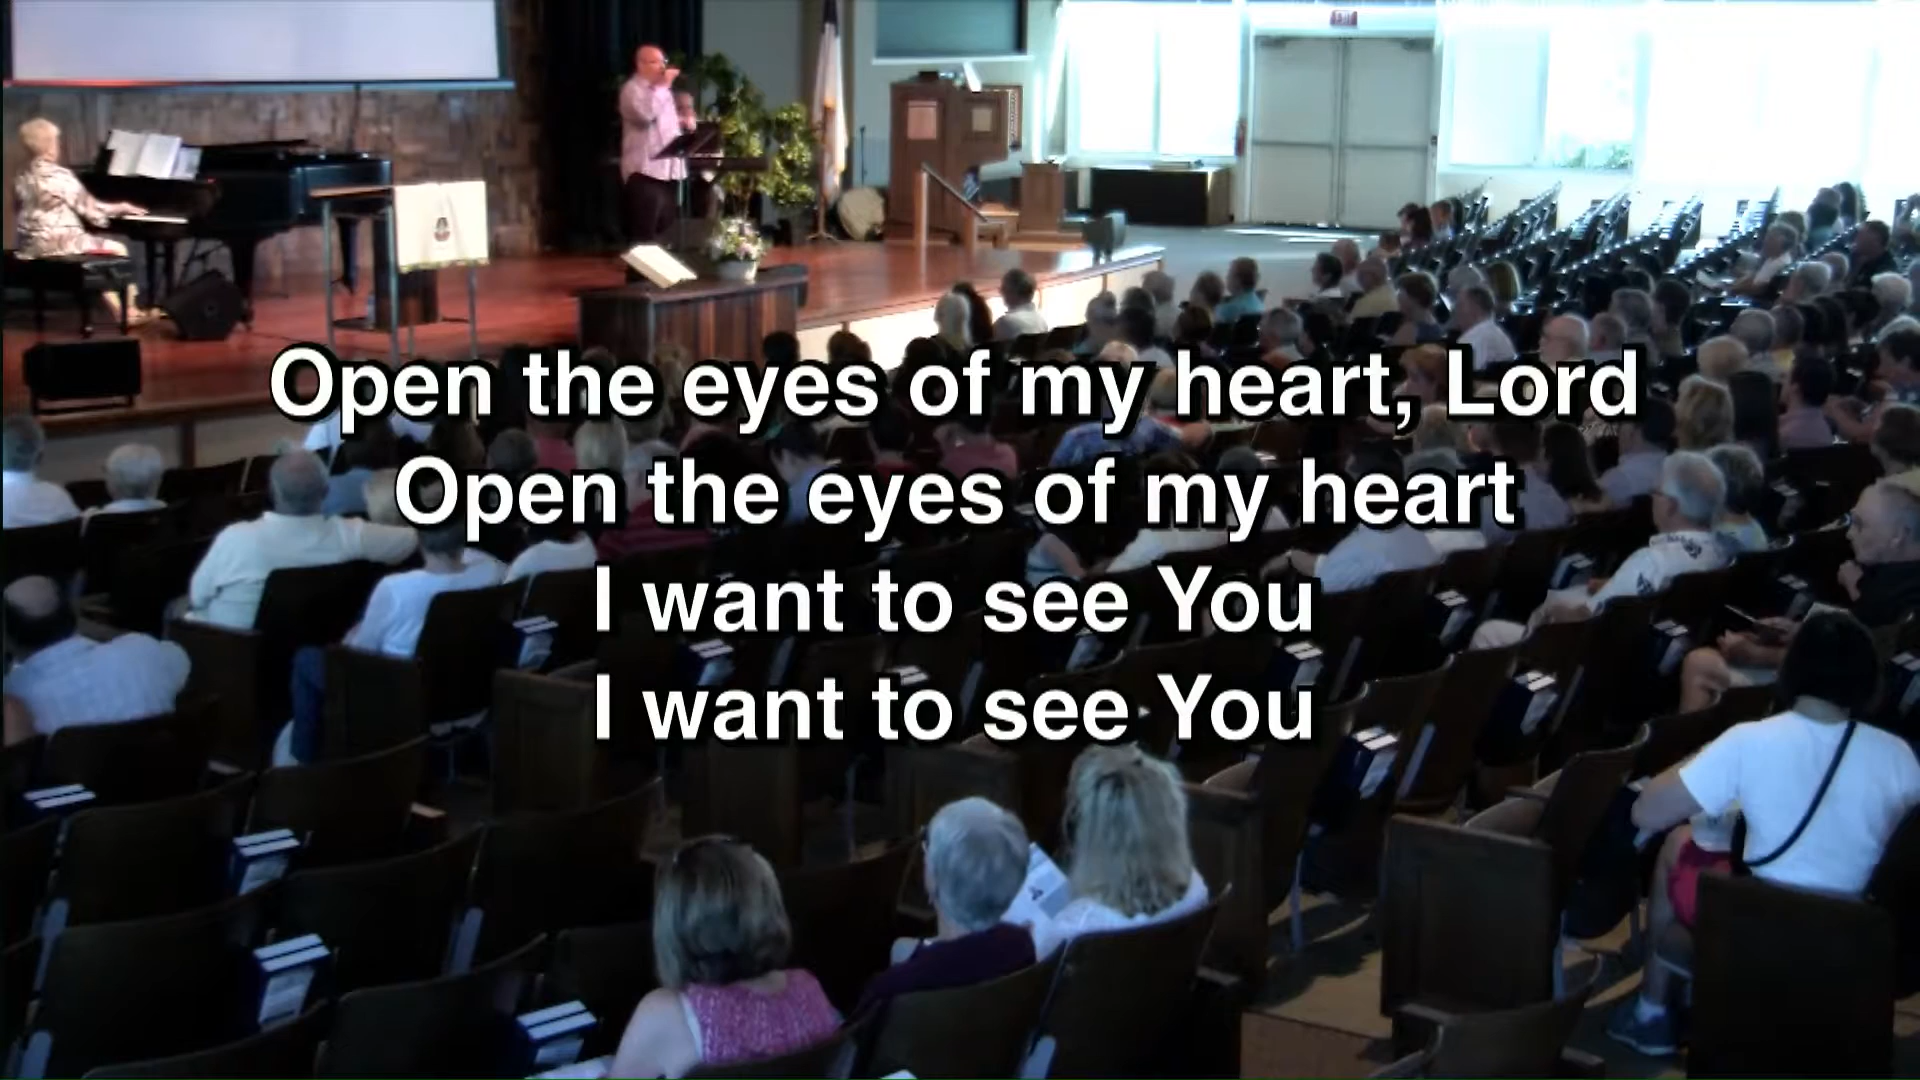 Open the eyes of my heart, Lord
Open the eyes of my heart
I want to see You
I want to see You